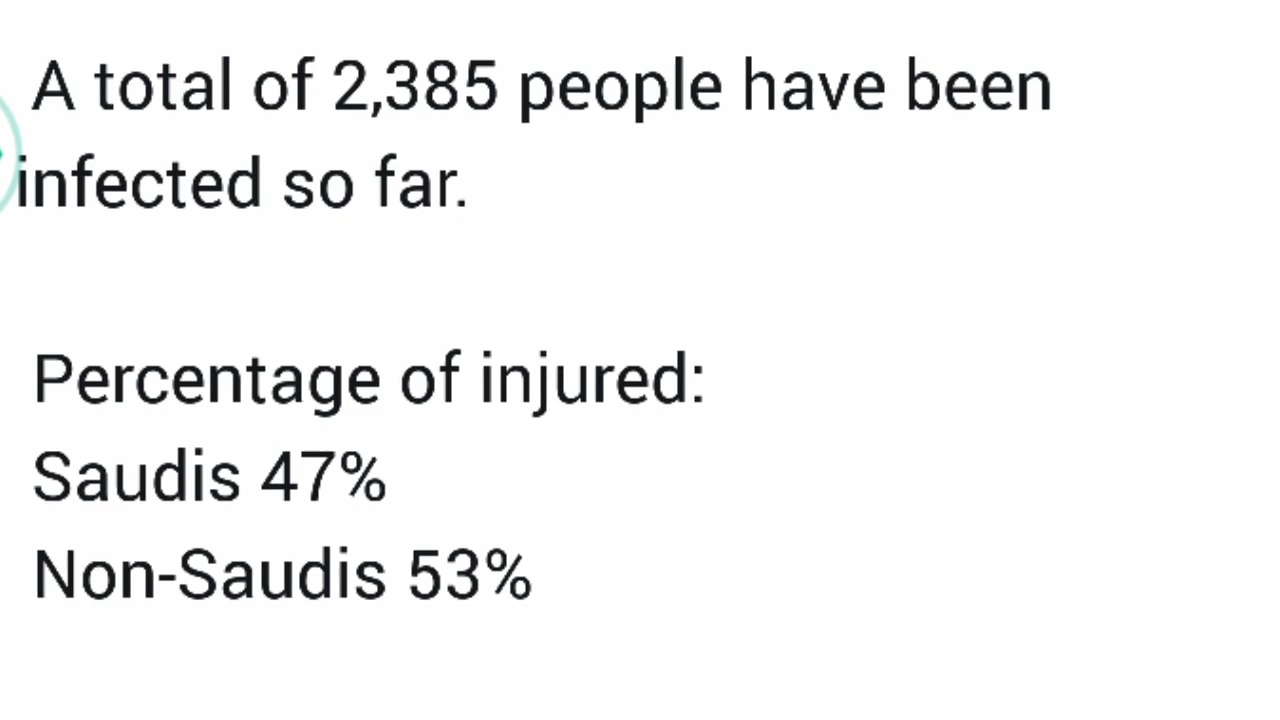 A total of 2,385 people have been
infected so far.
Percentage of injured:
Saudis 47%
Non-Saudis 53%